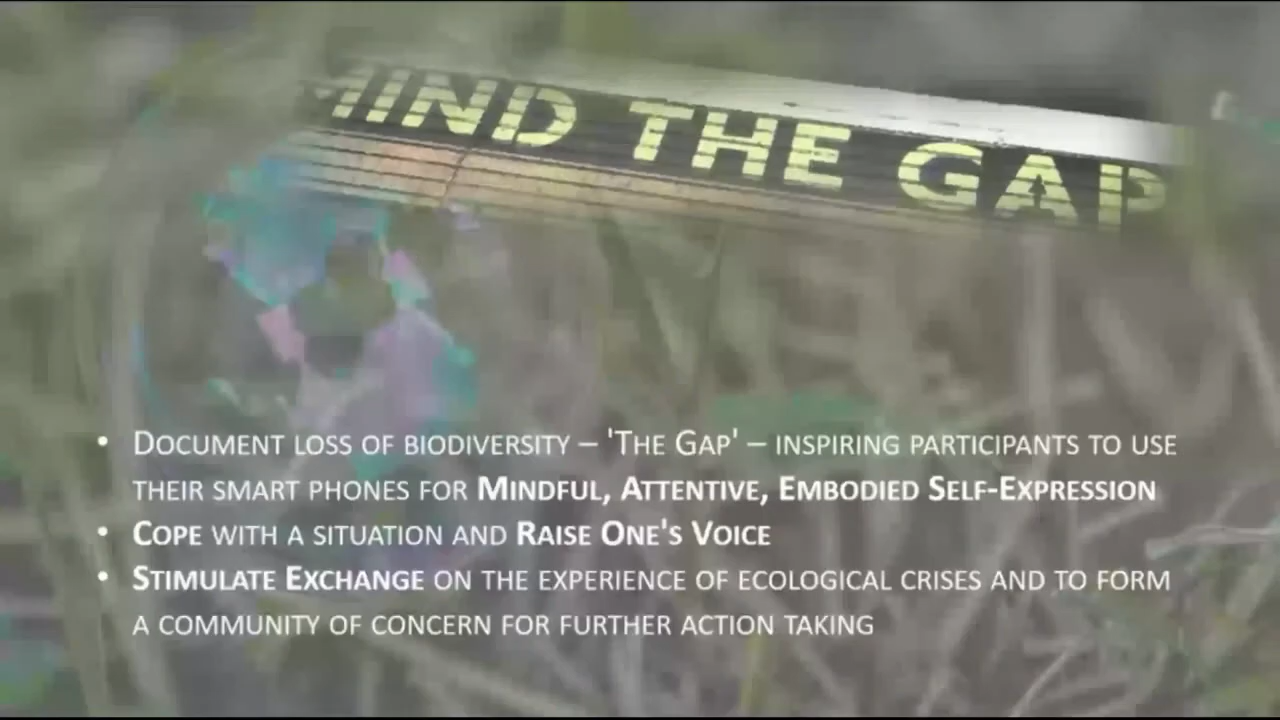 MIND THE GAP
• Document loss of biodiversity – 'The Gap' – inspiring participants to use
their smart phones for Mindful, Attentive, Embodied Self-Expression
• Cope with a situation and Raise One's Voice
• Stimulate Exchange on the experience of ecological crises and to form
a community of concern for further action taking